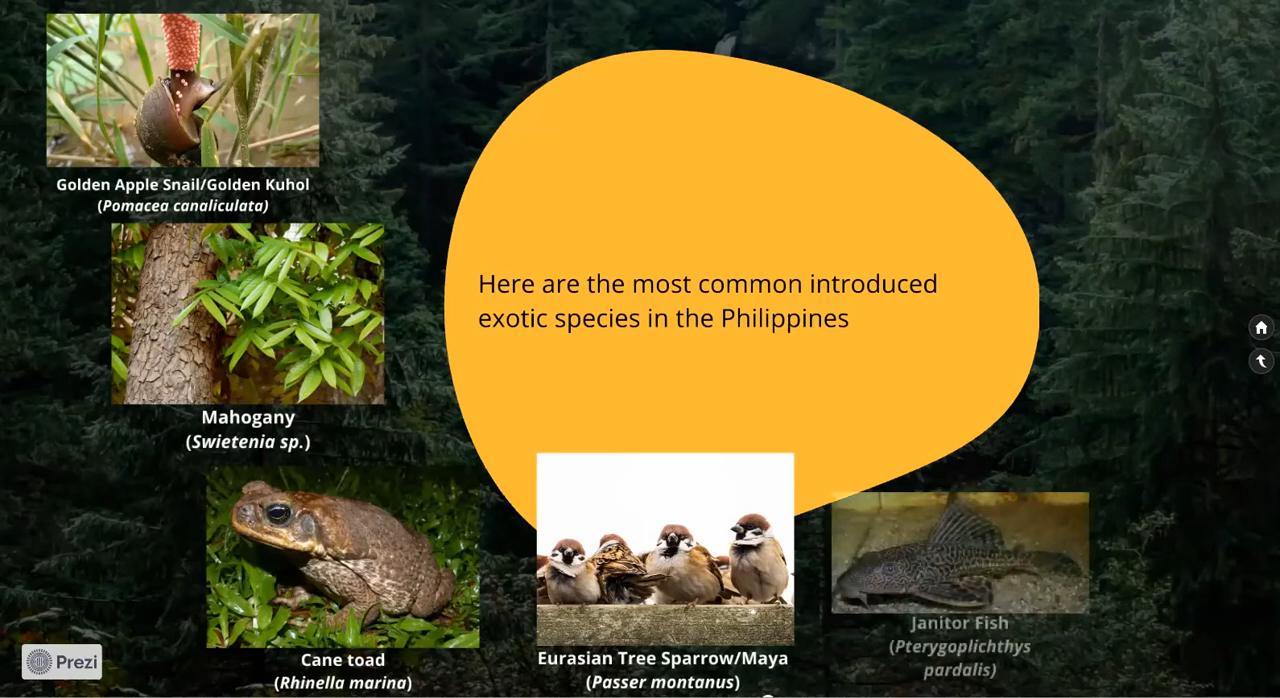 Golden Apple Snail/Golden Kuhol
(Pomacea canaliculata)
Here are the most common introduced
exotic species in the Philippines
Mahogany
(Swietenia sp.)
Cane toad
(Rhinella marina)
Eurasian Tree Sparrow/Maya
(Passer montanus)
Janitor Fish
(Pterygoplichthys
pardalis)
Prezi